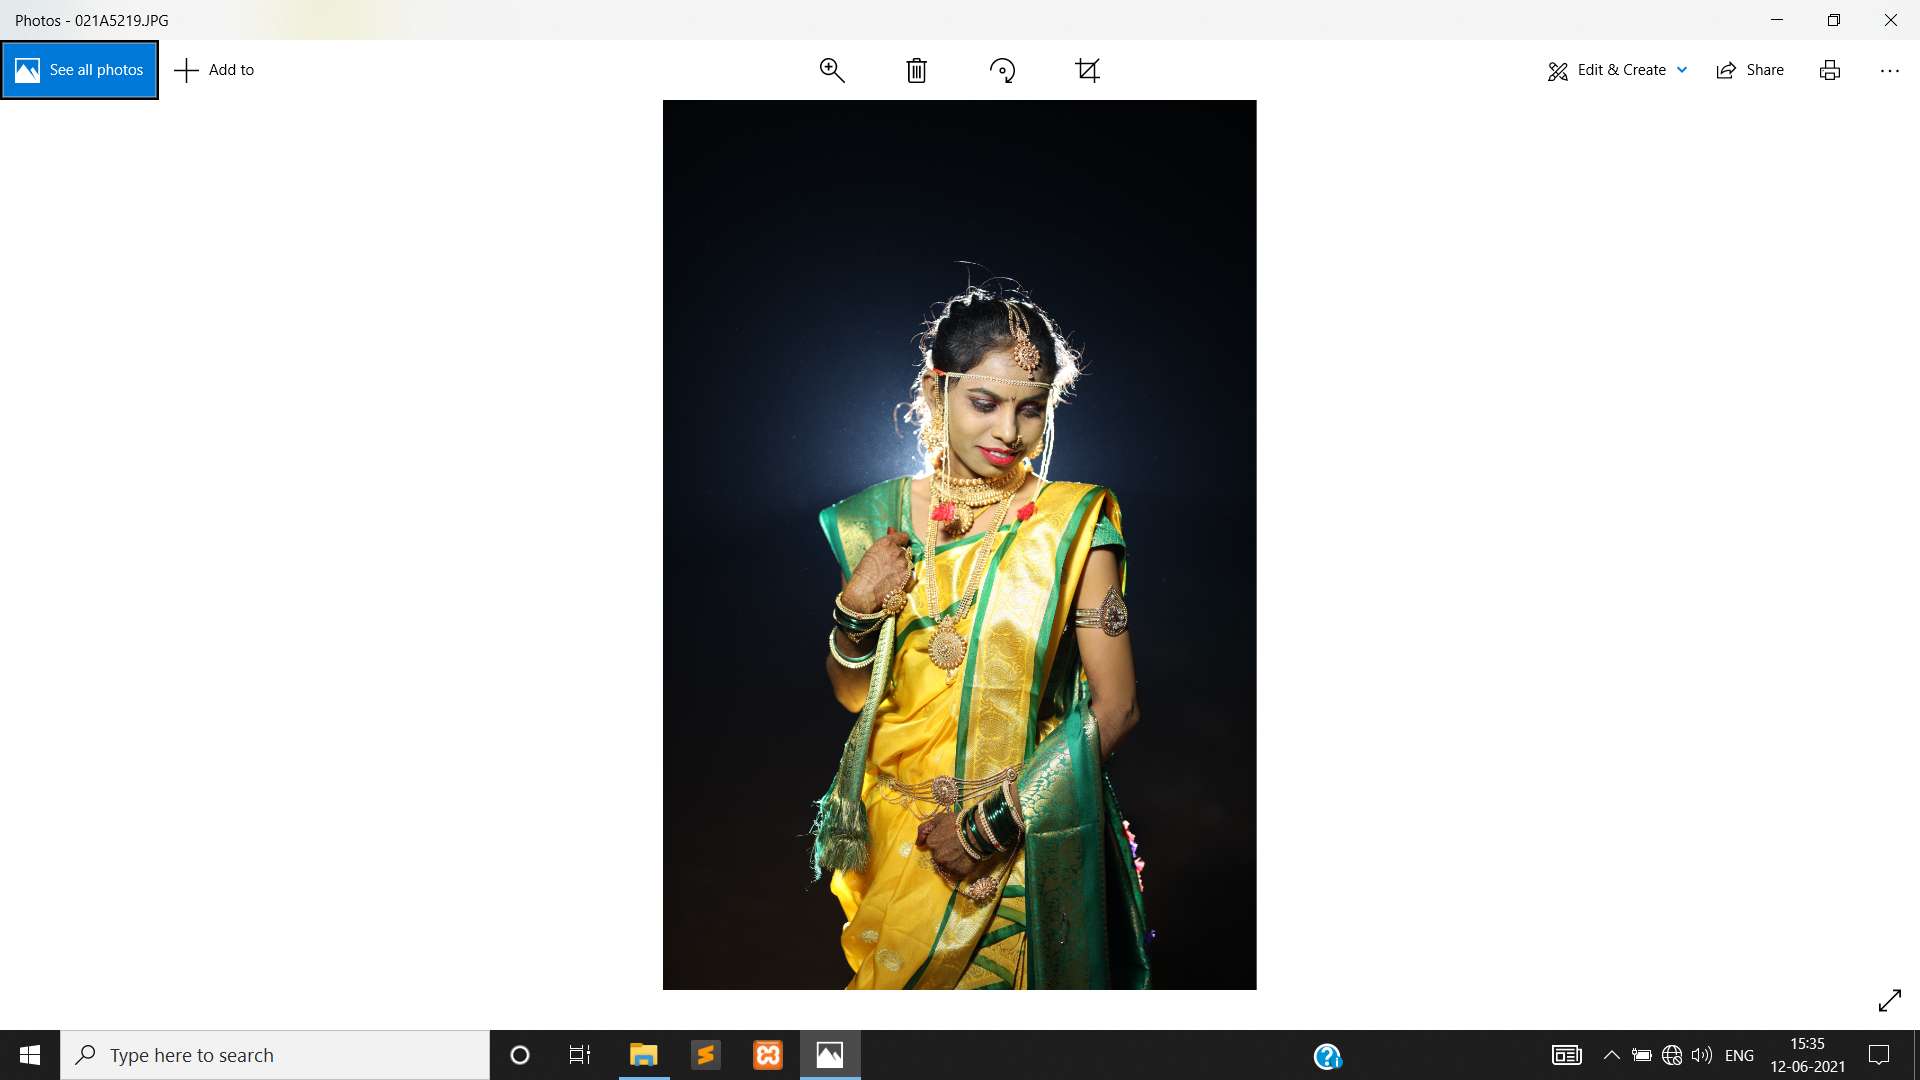 Photos - 021A5219.JPG
See all photos
Add to
Edit & Create
Share
Type here to search
ENG
15:35
12-06-2021